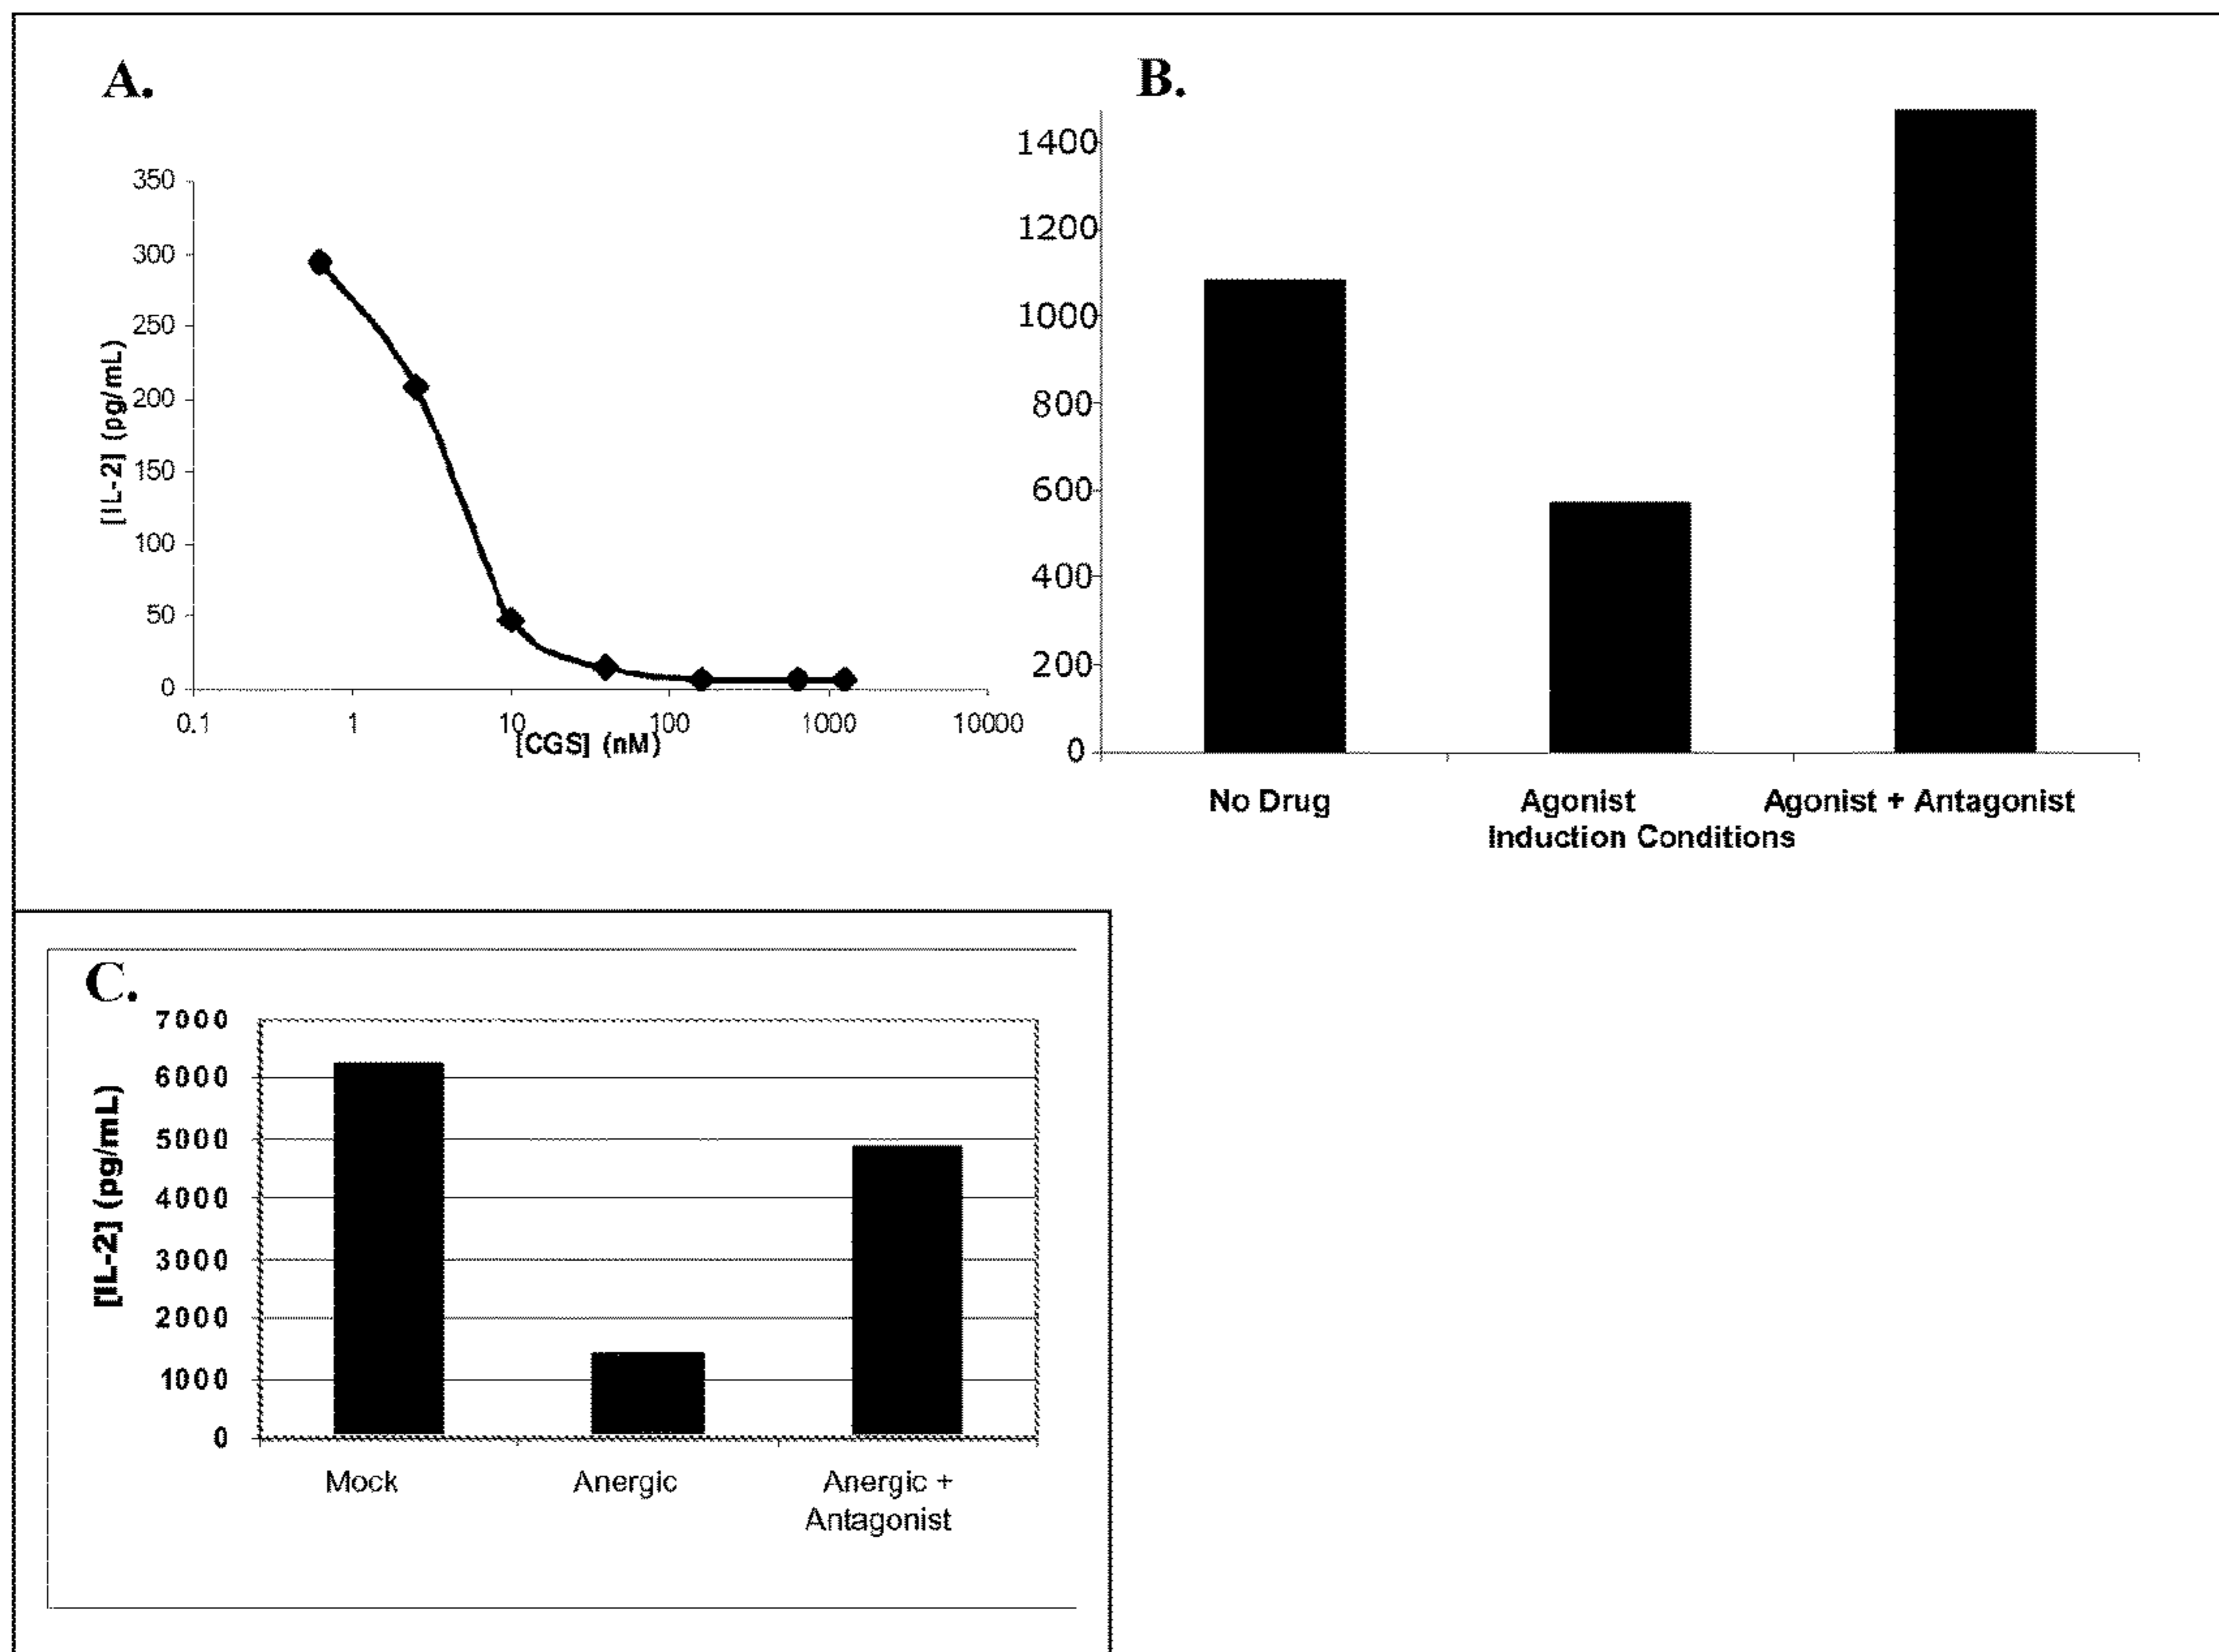 A.
350
300
250
200
150
100
50
0
[IL-2] (pg/mL)
0.1 1 10 100 1000 10000
[CGS] (nM)
B.
1400
1200
1000
800
600
400
200
0
No Drug Agonist Agonist + Antagonist
Induction Conditions
C.
7000
6000
5000
4000
3000
2000
1000
0
[IL-2] (pg/mL)
Mock Anergic Anergic +
Antagonist